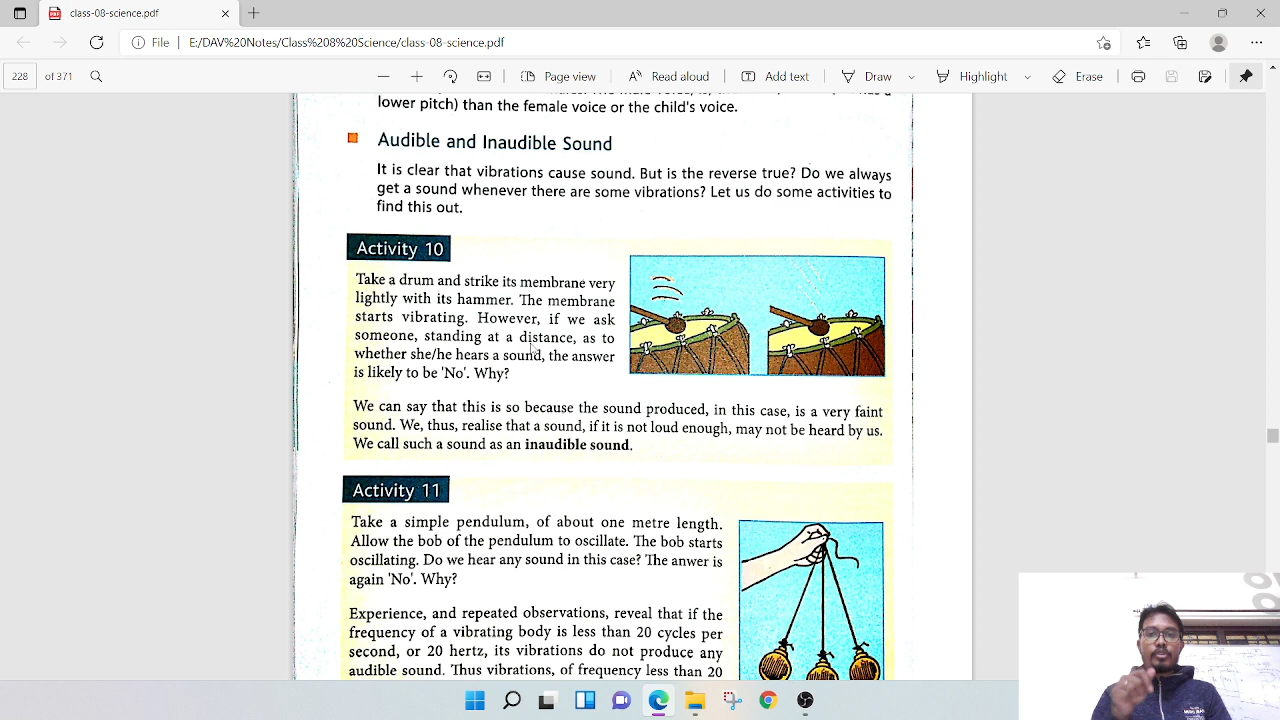 class-08-science.pdf
File | E:/DAV%20Notes/Class%208%20Science/class-08-science.pdf
228 of 371
Page view
Read aloud
Add text
Draw
Highlight
Erase
lower pitch) than the female voice or the child's voice.
Audible and Inaudible Sound
It is clear that vibrations cause sound. But is the reverse true? Do we always
get a sound whenever there are some vibrations? Let us do some activities to
find this out.
Activity 10
Take a drum and strike its membrane very
lightly with its hammer. The membrane
starts vibrating. However, if we ask
someone, standing at a distance, as to
whether she/he hears a sound, the answer
is likely to be 'No'. Why?
We can say that this is so because the sound produced, in this case, is a very faint
sound. We, thus, realise that a sound, if it is not loud enough, may not be heard by us.
We call such a sound as an inaudible sound.
Activity 11
Take a simple pendulum, of about one metre length.
Allow the bob of the pendulum to oscillate. The bob starts
oscillating. Do we hear any sound in this case? The anwer is
again 'No'. Why?
Experience, and repeated observations, reveal that if the
frequency of a vibrating body is less than 20 cycles per
second, or 20 hertz, its vibrations do not produce any
audible sound. Thus vibrations, of frequency less than 20